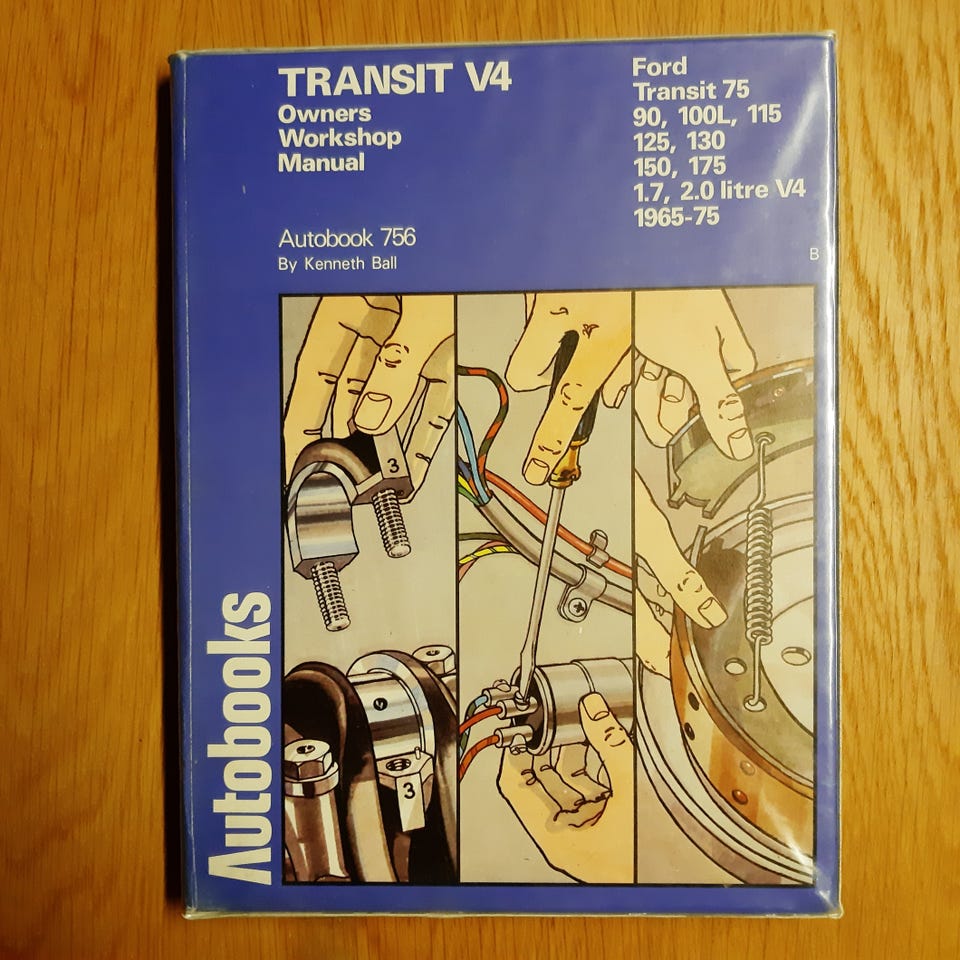 TRANSIT V4
Owners
Workshop
Manual
Autobook 756
By Kenneth Ball
Ford
Transit 75
90, 100L, 115
125, 130
150, 175
1.7, 2.0 litre V4
1965-75
B
3
3
Autobooks